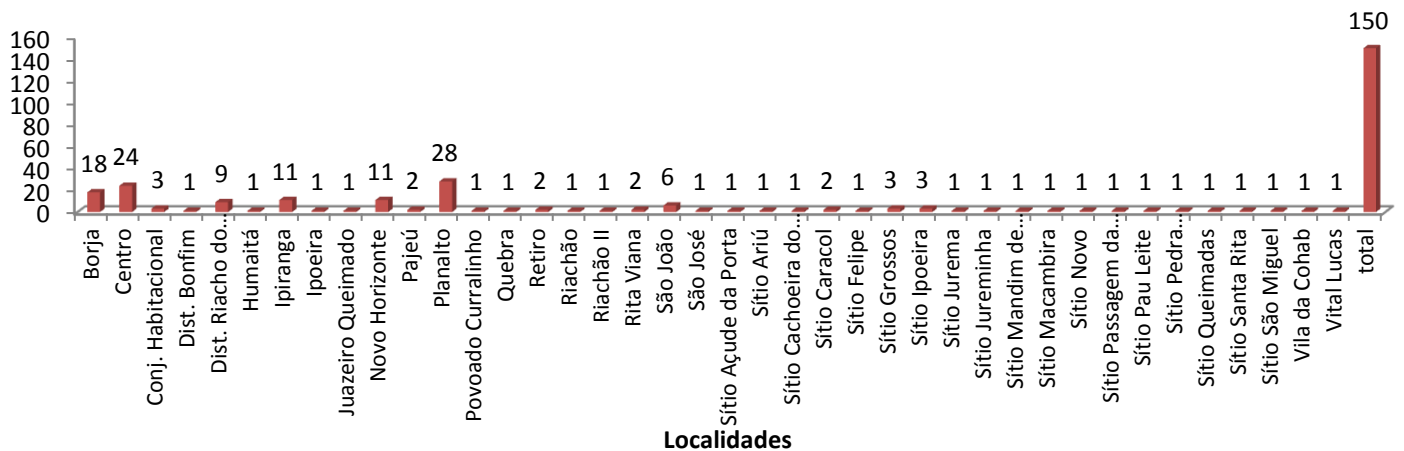 150
160
140
120
100
80
60
40
20
0
18 24 3 1 9 1 11 1 1 11 2 28 1 1 2 1 1 2 6 1 1 1 1 2 1 3 3 1 1 1 1 1 1 1 1 1 1 1 1 1
Borja
Centro
Conj. Habitacional
Dist. Bonfim
Dist. Riacho do…
Humaitá
Ipiranga
Ipoeira
Juazeiro Queimado
Novo Horizonte
Pajeú
Planalto
Povoado Curralinho
Quebra
Retiro
Riachão
Riachão II
Rita Viana
São João
São José
Sítio Açude da Porta
Sítio Ariú
Sítio Cachoeira do…
Sítio Caracol
Sítio Felipe
Sítio Grossos
Sítio Ipoeira
Sítio Jurema
Sítio Jureminha
Sítio Mandim de…
Sítio Macambira
Sítio Novo
Sítio Passagem da…
Sítio Pau Leite
Sítio Pedra…
Sítio Queimadas
Sítio Santa Rita
Sítio São Miguel
Vila da Cohab
Vital Lucas
total
Localidades